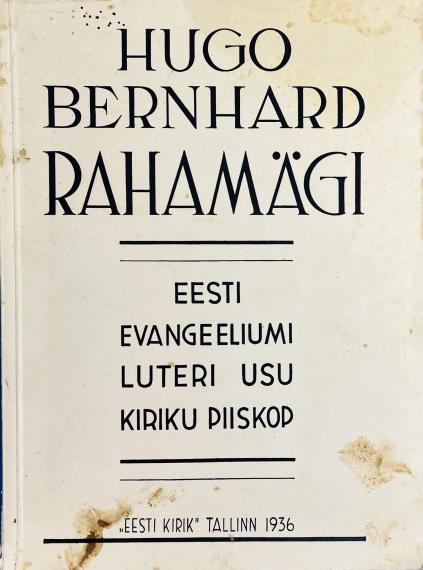 HUGO
BERNHARD
RAHAMÄGI
EESTI
EVANGEELIUMI
LUTERI USU
KIRIKU PIISKOP
„EESTI KIRIK" TALLINN 1936